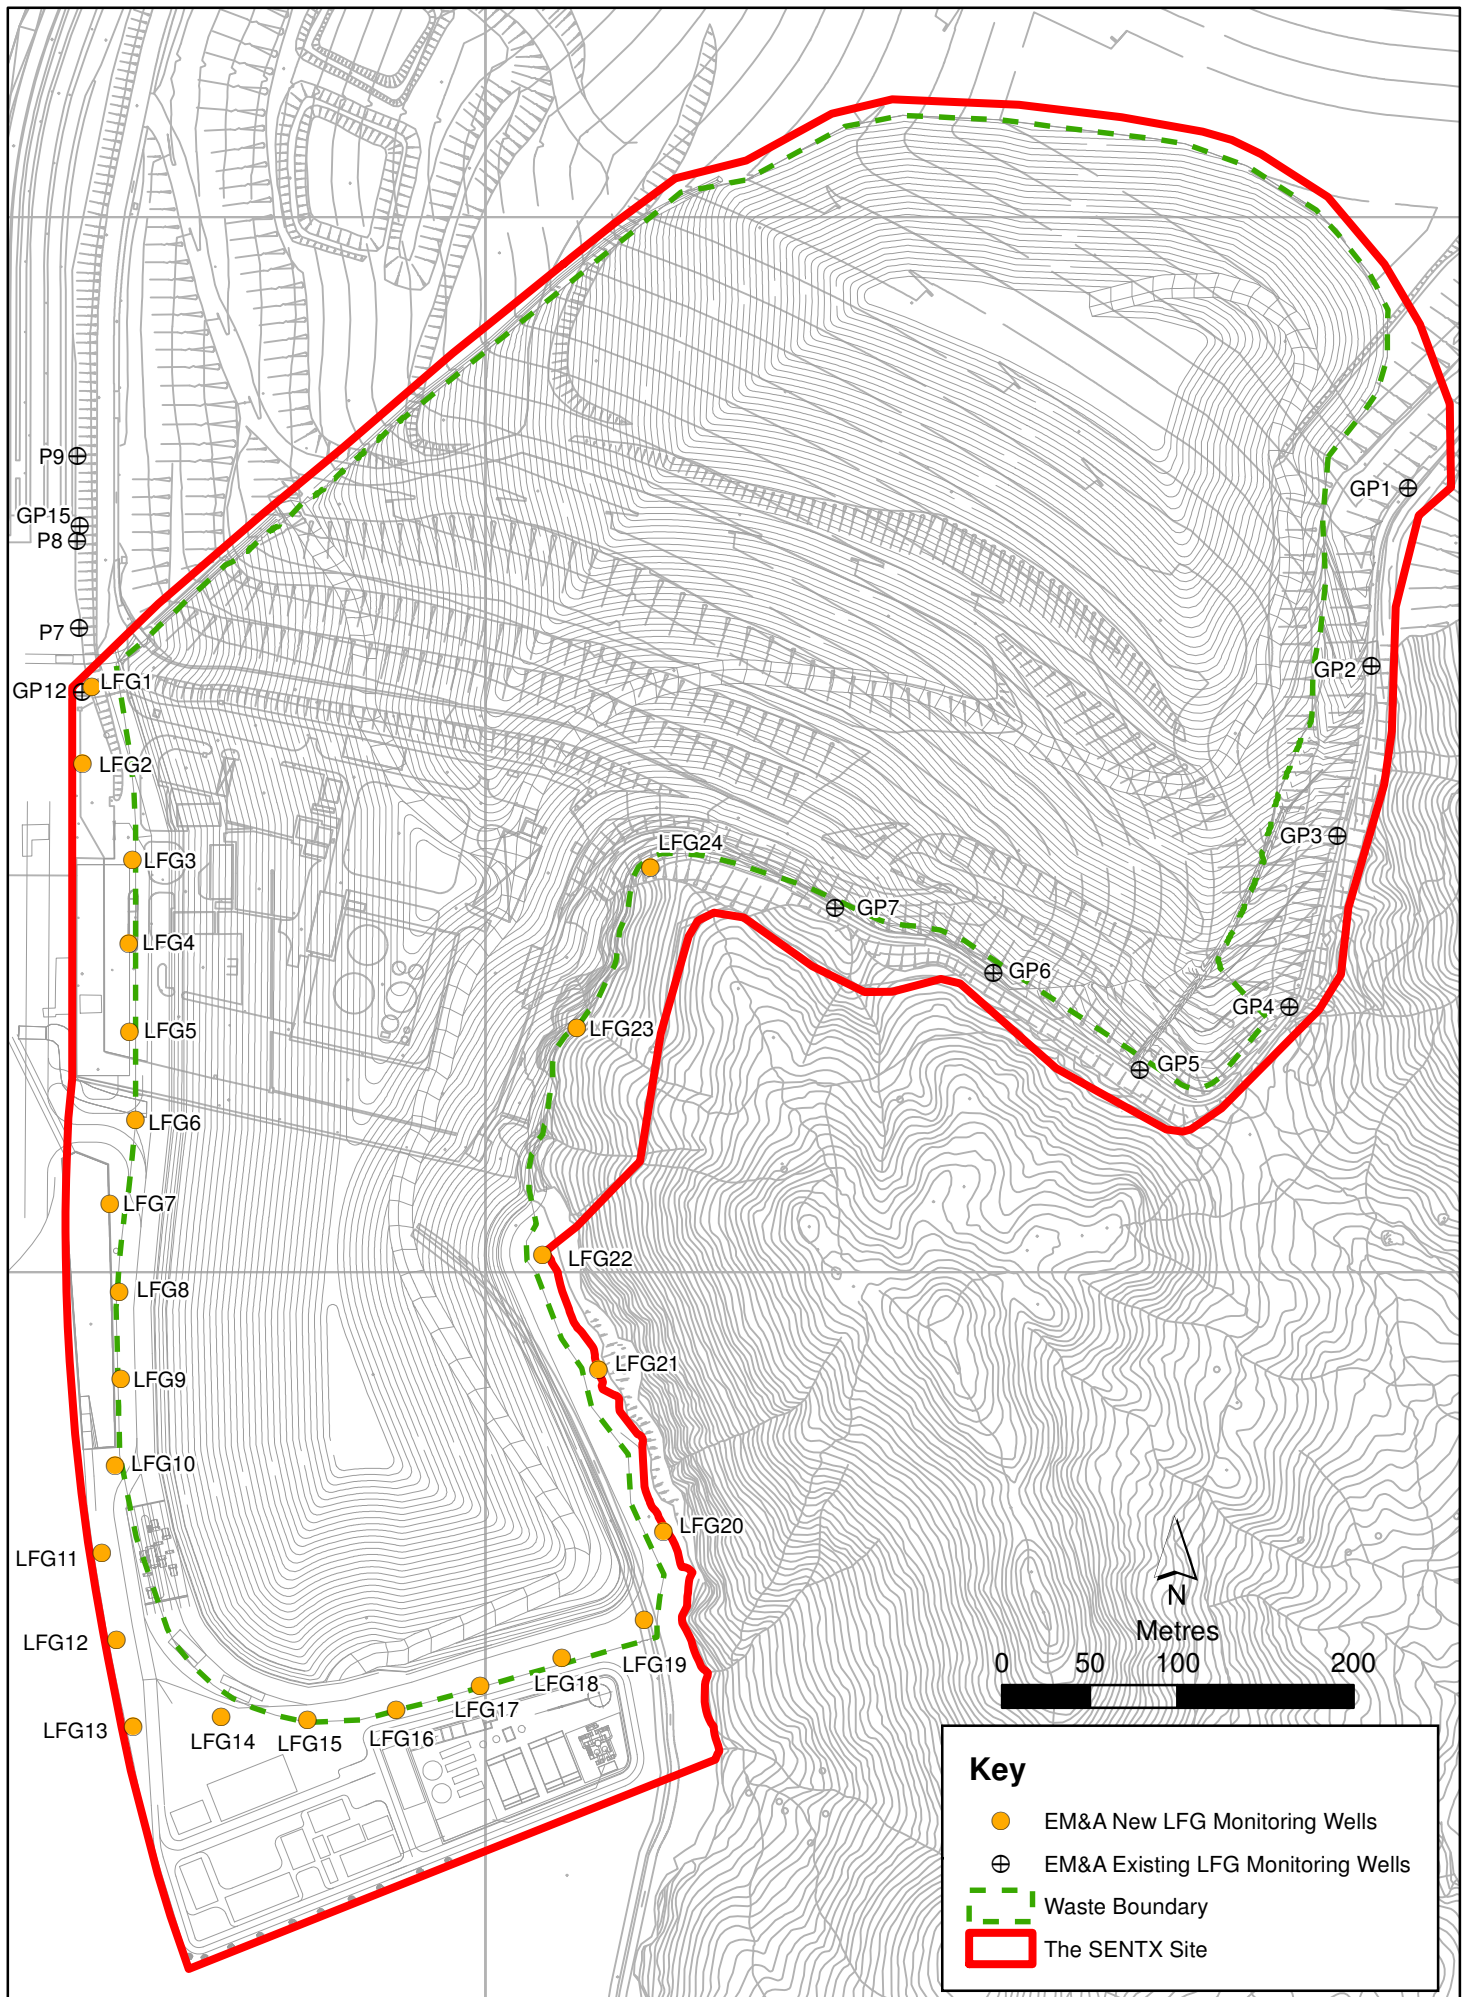 P9
GP15
P8
P7
GP12
LFG1
LFG2
LFG3
LFG4
LFG5
LFG6
LFG7
LFG8
LFG9
LFG10
LFG11
LFG12
LFG13
LFG14
LFG15
LFG16
LFG17
LFG18
LFG19
LFG20
LFG21
LFG22
LFG23
LFG24
GP7
GP6
GP5
GP4
GP3
GP2
GP1
N
Metres
0 50 100 200
Key
EM&A New LFG Monitoring Wells
EM&A Existing LFG Monitoring Wells
Waste Boundary
The SENTX Site